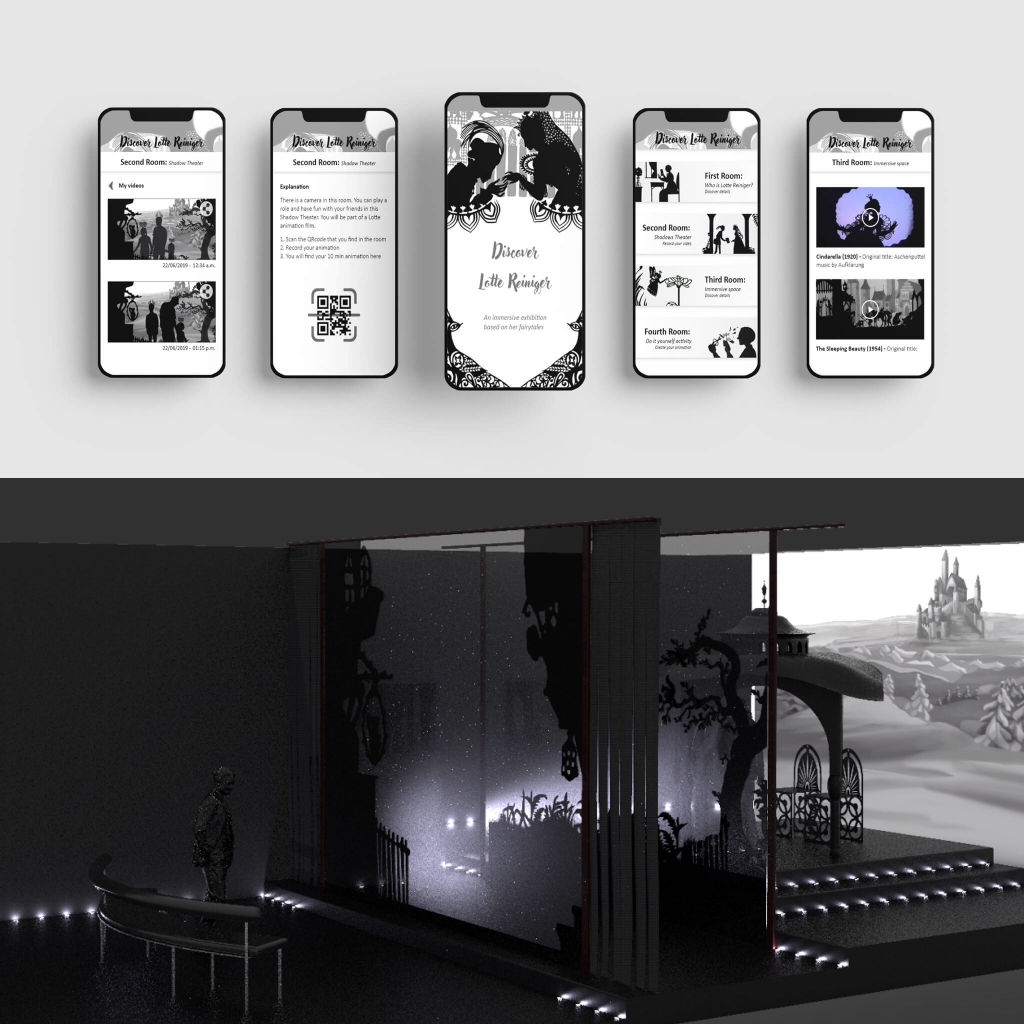 Discover Lotte Reiniger
Second Room: Shadow Theater
My videos
22/06/2019 - 12:34 a.m.
22/06/2019 - 01:15 p.m.
Discover Lotte Reiniger
Second Room: Shadow Theater
Explanation
There is a camera in this room. You can play a
role and have fun with your friends in this
Shadow Theater. You will be part of a Lotte
animation film.
1. Scan the QRcode that you find in the room
2. Record your animation
3. You will find your 10 min animation here
Discover
Lotte Reiniger
An immersive exhibition
based on her fairytales
Discover Lotte Reiniger
First Room:
Who is Lotte Reiniger?
Discover details
Second Room:
Shadows Theater
Record your video
Third Room:
Immersive space
Discover details
Fourth Room:
Do it yourself activity
Create your animation
Discover Lotte Reiniger
Third Room: Immersive space
Cindarella (1920) - Original title: Aschenputtel
music by Aufklarung
The Sleeping Beauty (1954) - Original title: